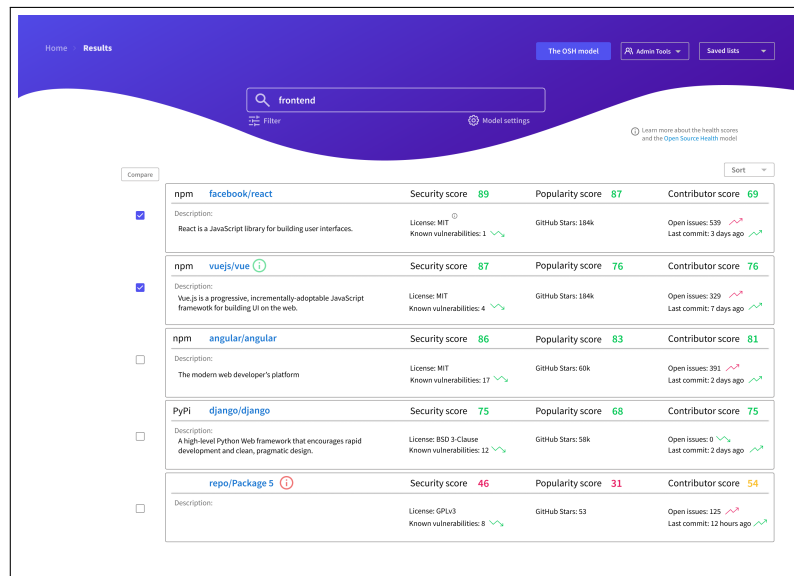 Home Results
The OSH model
Admin Tools
Saved lists
frontend
Filter
Model settings
Learn more about the health scores
and the Open Source Health model
Compare
Sort
npm facebook/react Security score 89 Popularity score 87 Contributor score 69
Description:
React is a JavaScript library for building user interfaces.
License: MIT
Known vulnerabilities: 1
GitHub Stars: 184k
Open issues: 539
Last commit: 3 days ago
npm vuejs/vue Security score 87 Popularity score 76 Contributor score 76
Description:
Vue.js is a progressive, incrementally-adoptable JavaScript
framewotk for building UI on the web.
License: MIT
Known vulnerabilities: 4
GitHub Stars: 184k
Open issues: 329
Last commit: 7 days ago
npm angular/angular Security score 86 Popularity score 83 Contributor score 81
Description:
The modern web developer's platform
License: MIT
Known vulnerabilities: 17
GitHub Stars: 60k
Open issues: 391
Last commit: 2 days ago
PyPi django/django Security score 75 Popularity score 68 Contributor score 75
Description:
A high-level Python Web framework that encourages rapid
development and clean, pragmatic design.
License: BSD 3-Clause
Known vulnerabilities: 12
GitHub Stars: 58k
Open issues: 0
Last commit: 2 days ago
repo/Package 5 Security score 46 Popularity score 31 Contributor score 54
Description:
License: GPLv3
Known vulnerabilities: 8
GitHub Stars: 53
Open issues: 125
Last commit: 12 hours ago